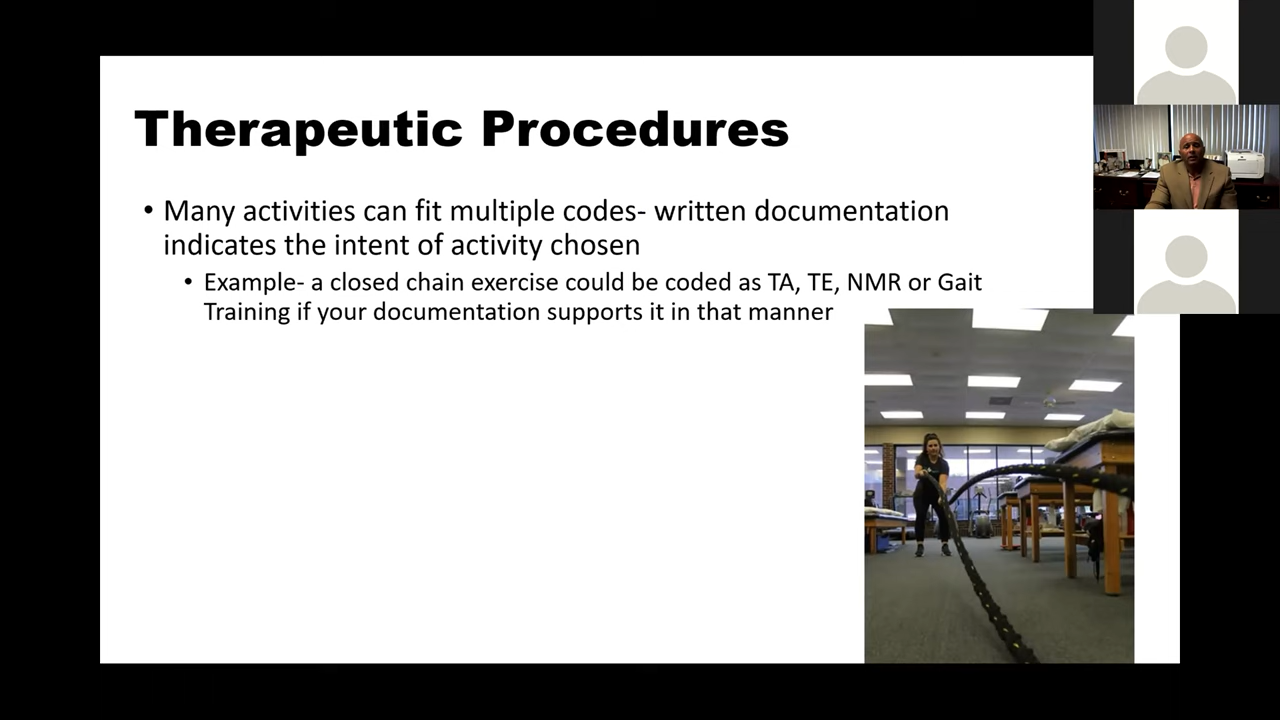 Therapeutic Procedures
• Many activities can fit multiple codes- written documentation
indicates the intent of activity chosen
• Example- a closed chain exercise could be coded as TA, TE, NMR or Gait
Training if your documentation supports it in that manner